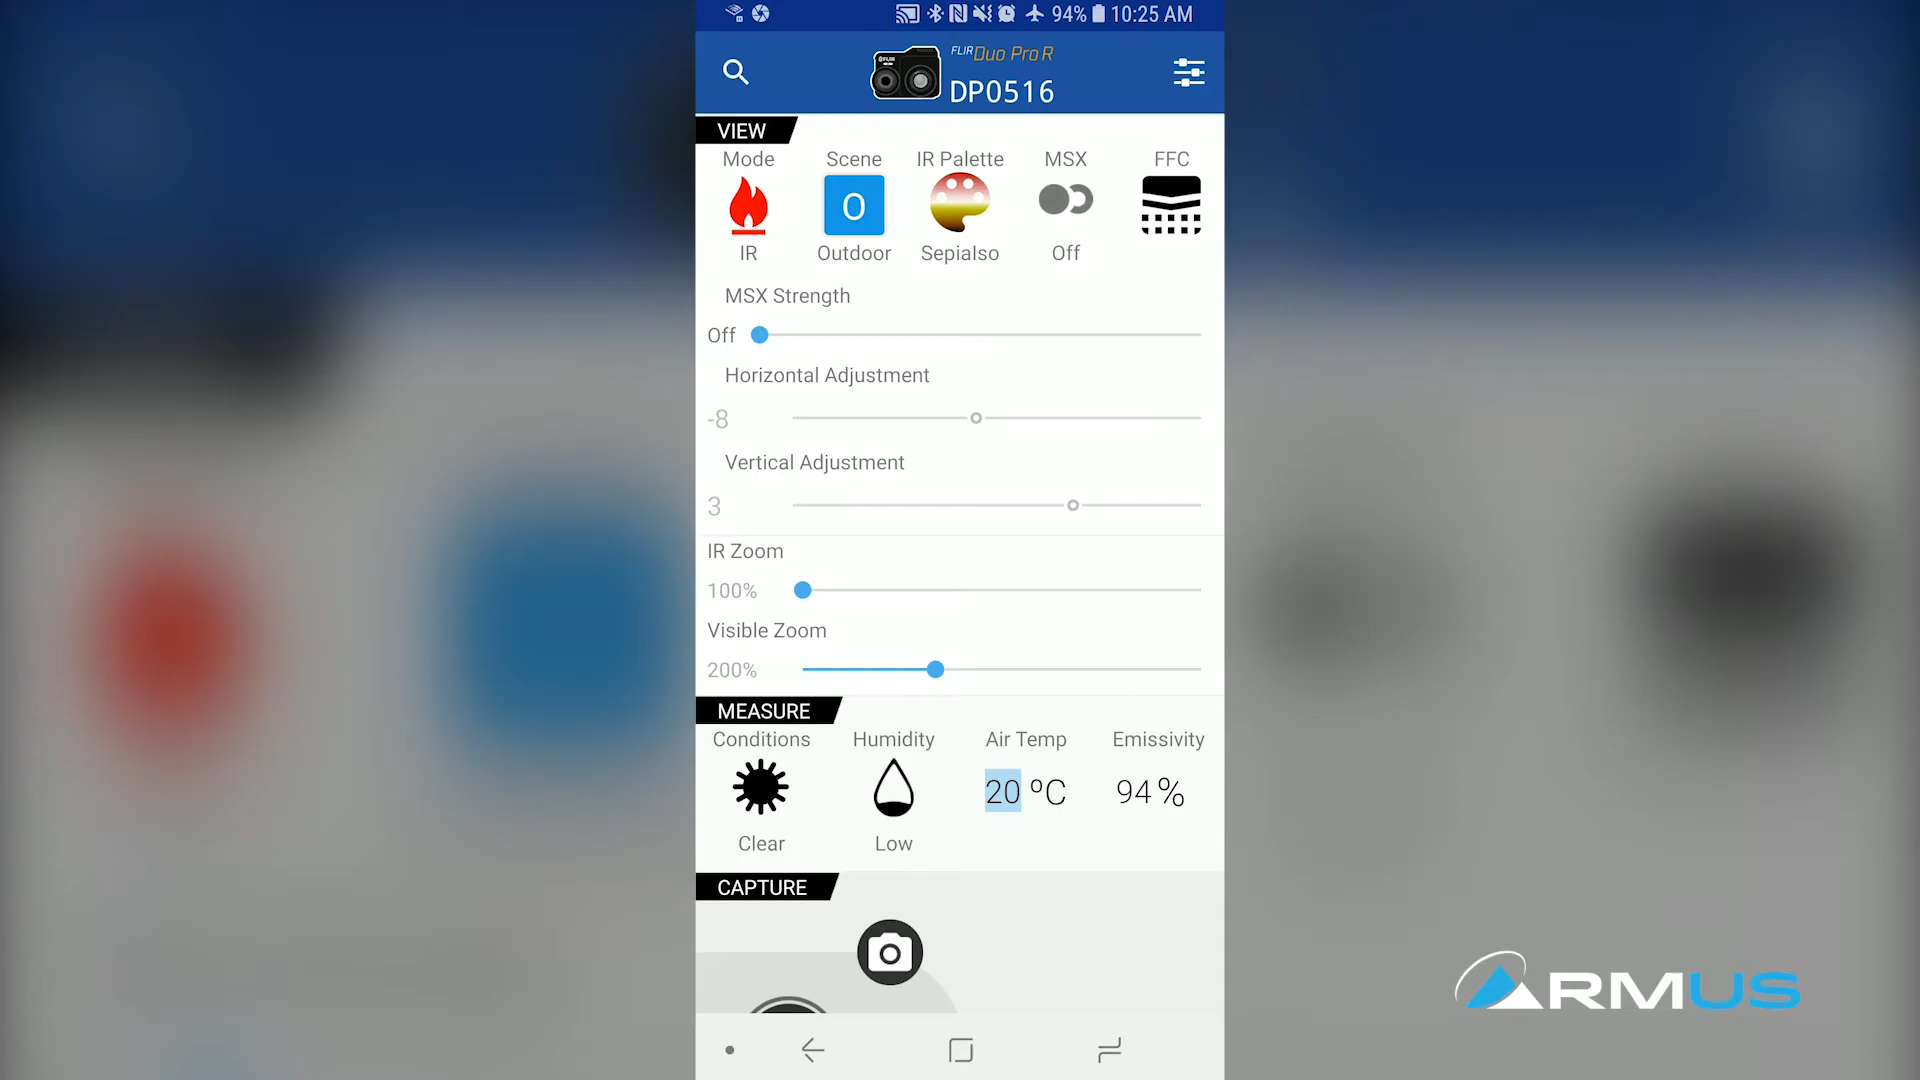 94% 10:25 AM
FLIR Duo Pro R
DP0516
VIEW
Mode Scene IR Palette MSX FFC
O
IR Outdoor SepiaIso Off
MSX Strength
Off
Horizontal Adjustment
-8
Vertical Adjustment
3
IR Zoom
100%
Visible Zoom
200%
MEASURE
Conditions Humidity Air Temp Emissivity
20 ºC 94%
Clear Low
CAPTURE
ARMUS